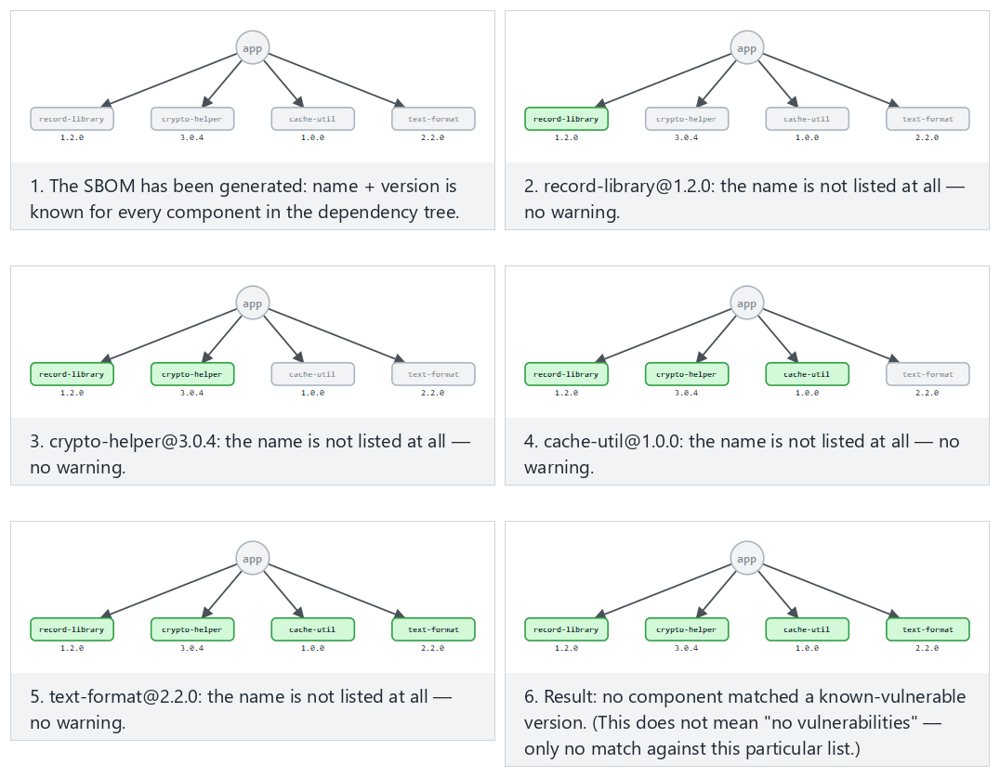 app
record-library crypto-helper cache-util text-format
1.2.0 3.0.4 1.0.0 2.2.0
1. The SBOM has been generated: name + version is
known for every component in the dependency tree.
app
record-library crypto-helper cache-util text-format
1.2.0 3.0.4 1.0.0 2.2.0
2. record-library@1.2.0: the name is not listed at all —
no warning.
app
record-library crypto-helper cache-util text-format
1.2.0 3.0.4 1.0.0 2.2.0
3. crypto-helper@3.0.4: the name is not listed at all —
no warning.
app
record-library crypto-helper cache-util text-format
1.2.0 3.0.4 1.0.0 2.2.0
4. cache-util@1.0.0: the name is not listed at all — no
warning.
app
record-library crypto-helper cache-util text-format
1.2.0 3.0.4 1.0.0 2.2.0
5. text-format@2.2.0: the name is not listed at all —
no warning.
app
record-library crypto-helper cache-util text-format
1.2.0 3.0.4 1.0.0 2.2.0
6. Result: no component matched a known-vulnerable
version. (This does not mean "no vulnerabilities" —
only no match against this particular list.)